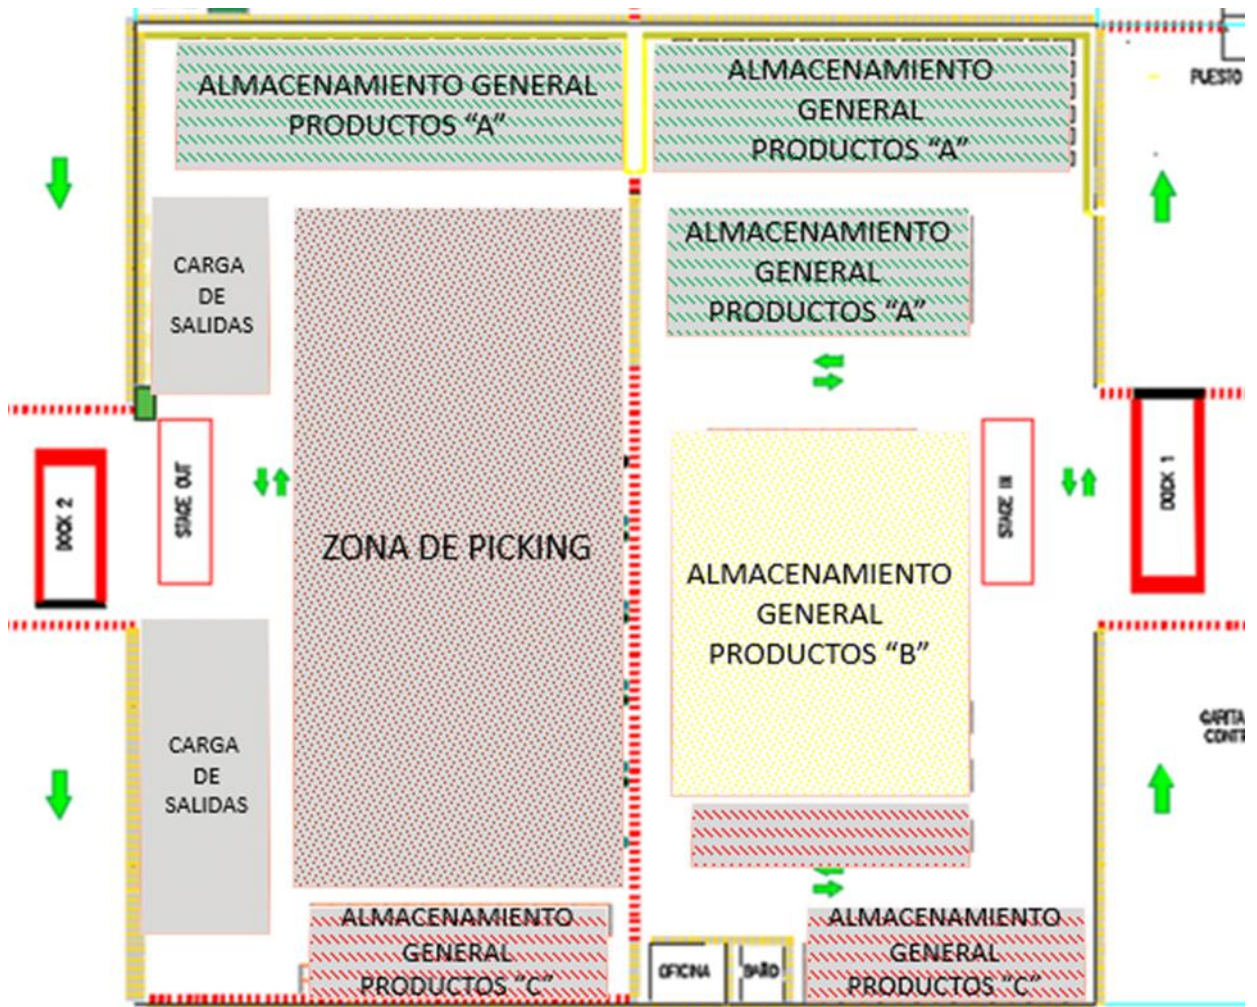 ALMACENAMIENTO GENERAL
PRODUCTOS “A”
ALMACENAMIENTO
GENERAL
PRODUCTOS “A”
PUESTO
CARGA
DE
SALIDAS
ALMACENAMIENTO
GENERAL
PRODUCTOS “A”
DOCK 2
STAGE OUT
ZONA DE PICKING
ALMACENAMIENTO
GENERAL
PRODUCTOS “B”
STAGE IN
DOCK 1
CARGA
DE
SALIDAS
ALMACENAMIENTO
GENERAL
PRODUCTOS “C”
OFICINA
BAÑO
ALMACENAMIENTO
GENERAL
PRODUCTOS “C”